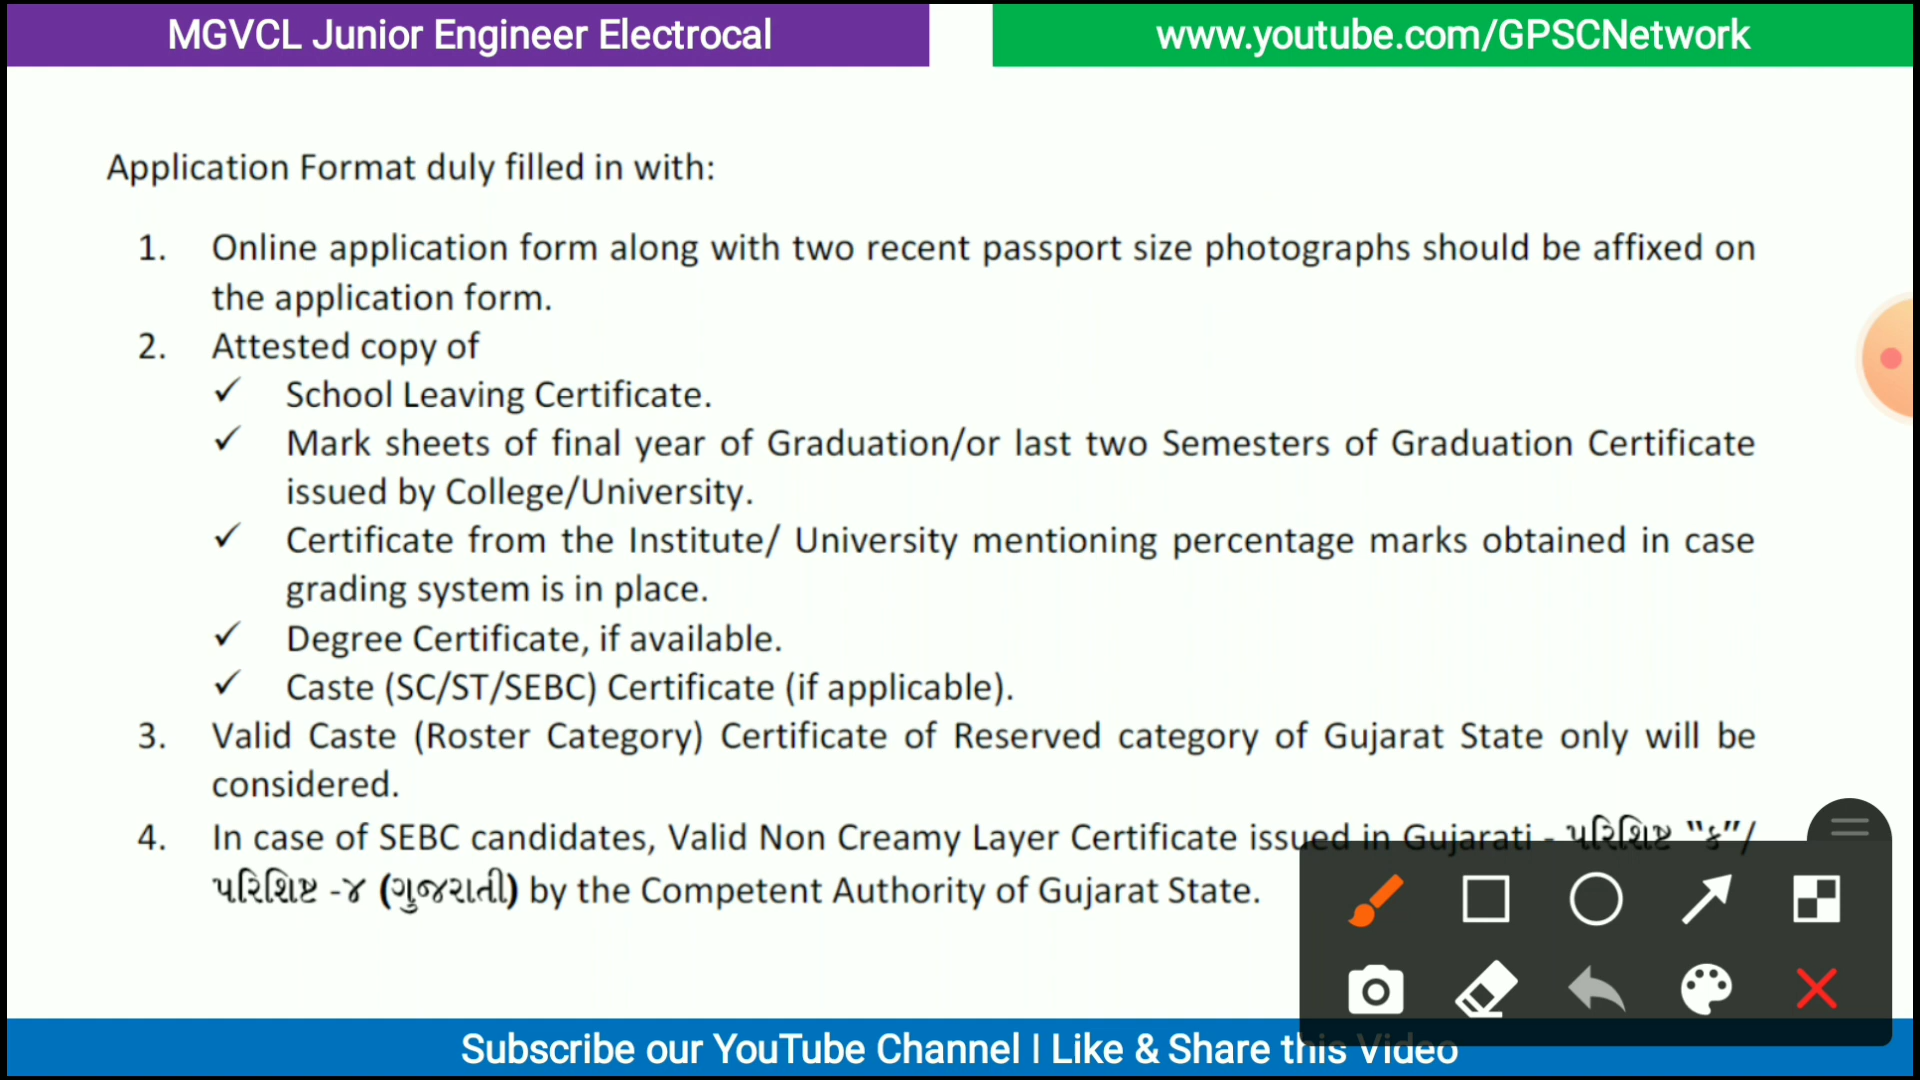 MGVCL Junior Engineer Electrocal
www.youtube.com/GPSCNetwork
Application Format duly filled in with:
1. Online application form along with two recent passport size photographs should be affixed on
the application form.
2. Attested copy of
✓ School Leaving Certificate.
✓ Mark sheets of final year of Graduation/or last two Semesters of Graduation Certificate
issued by College/University.
✓ Certificate from the Institute/ University mentioning percentage marks obtained in case
grading system is in place.
✓ Degree Certificate, if available.
✓ Caste (SC/ST/SEBC) Certificate (if applicable).
3. Valid Caste (Roster Category) Certificate of Reserved category of Gujarat State only will be
considered.
4. In case of SEBC candidates, Valid Non Creamy Layer Certificate issued in Gujarati - પરિશિષ્ટ "ક"/
પરિશિષ્ટ -૪ (ગુજરાતી) by the Competent Authority of Gujarat State.
Subscribe our YouTube Channel | Like & Share this Video